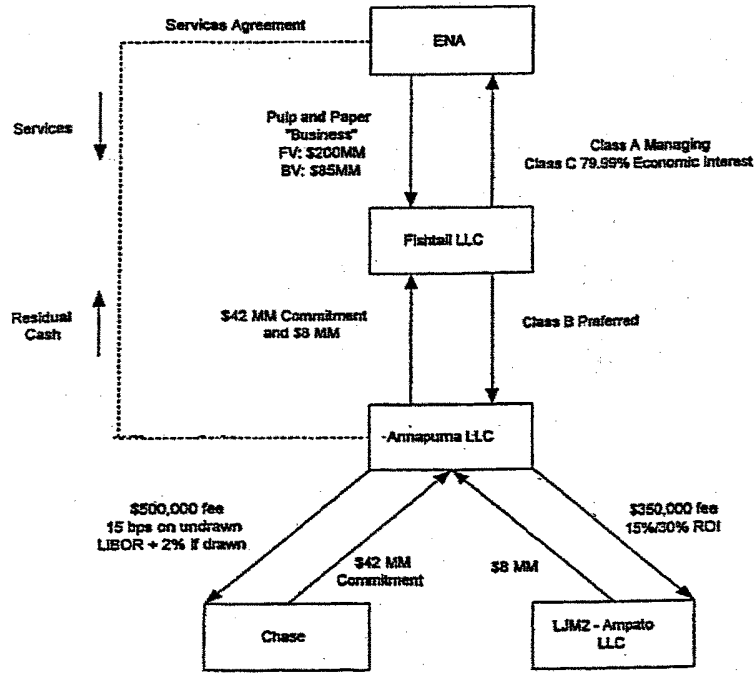 Services Agreement
ENA
Services
Pulp and Paper
"Business"
FV: $200MM
BV: $85MM
Class A Managing
Class C 79.99% Economic Interest
Fishtail LLC
Residual
Cash
$42 MM Commitment
and $8 MM
Class B Preferred
Annapurna LLC
$500,000 fee
15 bps on undrawn
LIBOR + 2% if drawn
$350,000 fee
15%/30% ROI
$42 MM
Commitment
$8 MM
Chase
LJM2 - Ampato
LLC